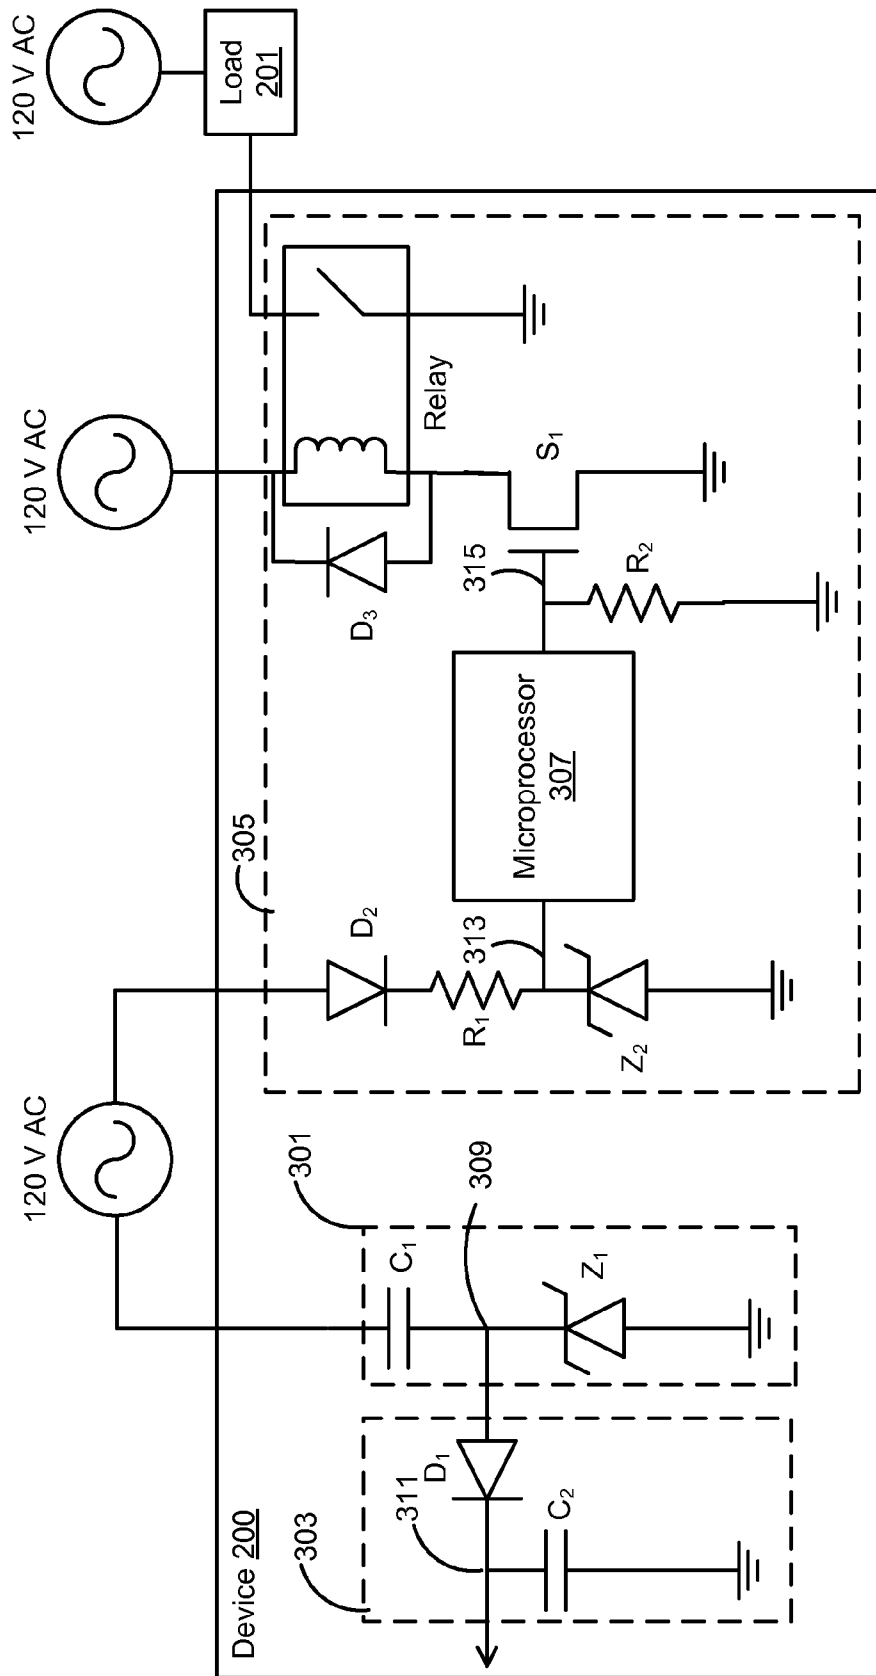 120 V AC
120 V AC
120 V AC
Load
201
Device 200
303
311
D₁
C₂
301
309
C₁
Z₁
305
D₂
R₁
313
Z₂
Microprocessor
307
D₃
315
R₂
S₁
Relay